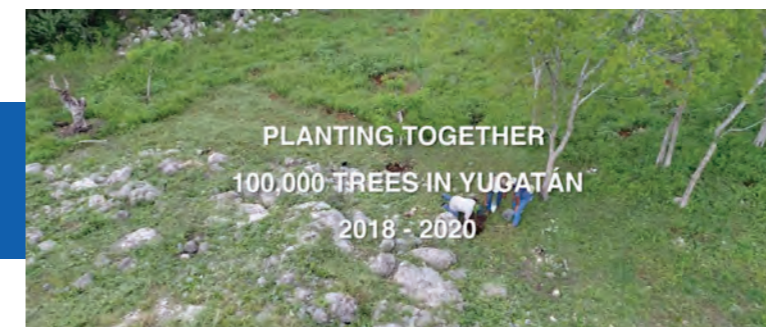 PLANTING TOGETHER
100,000 TREES IN YUCATÁN
2018 - 2020